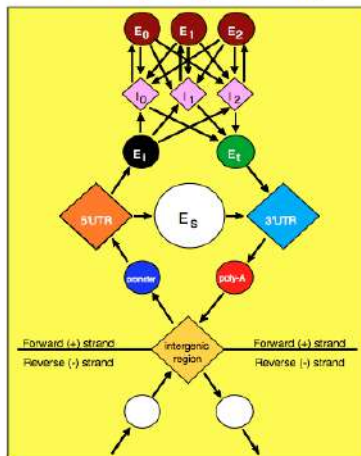 E0 E1 E2
I0 I1 I2
Ei Et
5'UTR Es 3'UTR
promoter poly-A
Forward (+) strand intergenic Forward (+) strand
Reverse (-) strand region Reverse (-) strand